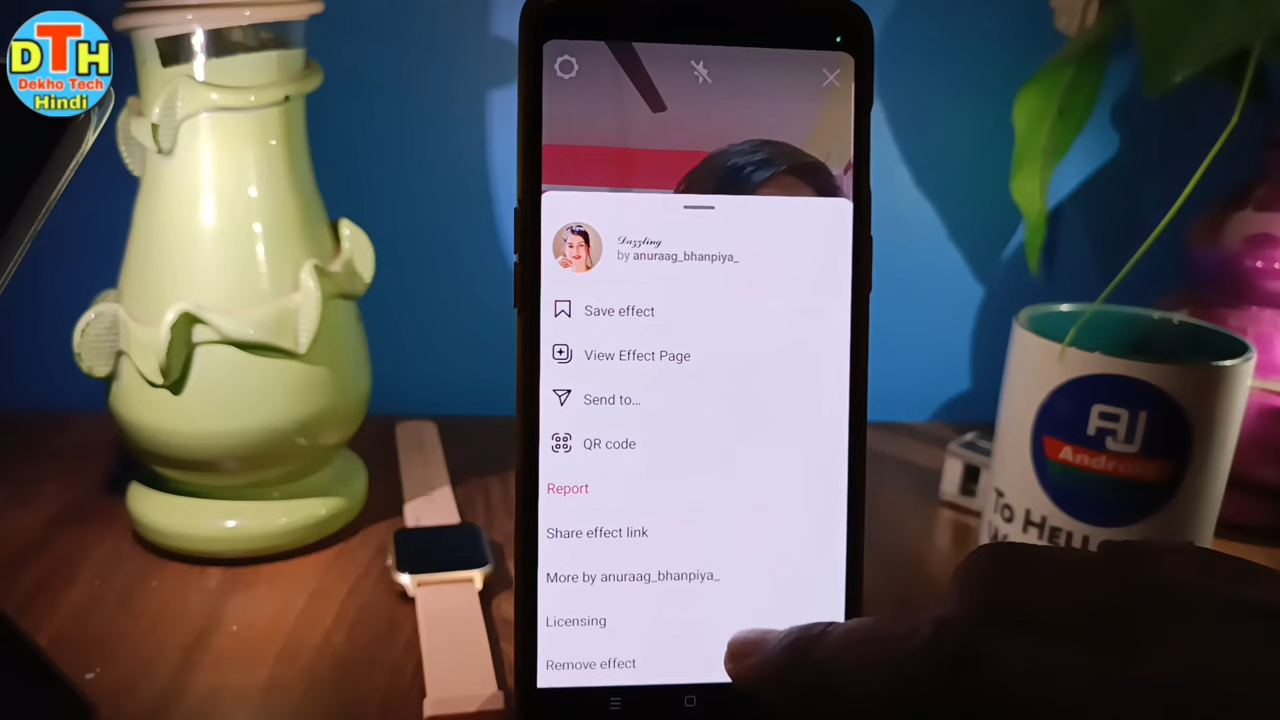 DTH
Dekho Tech
Hindi
Dazzling
by anuraag_bhanpiya_
Save effect
View Effect Page
Send to...
QR code
Report
Share effect link
More by anuraag_bhanpiya_
Licensing
Remove effect
AJ
Android
To HELL